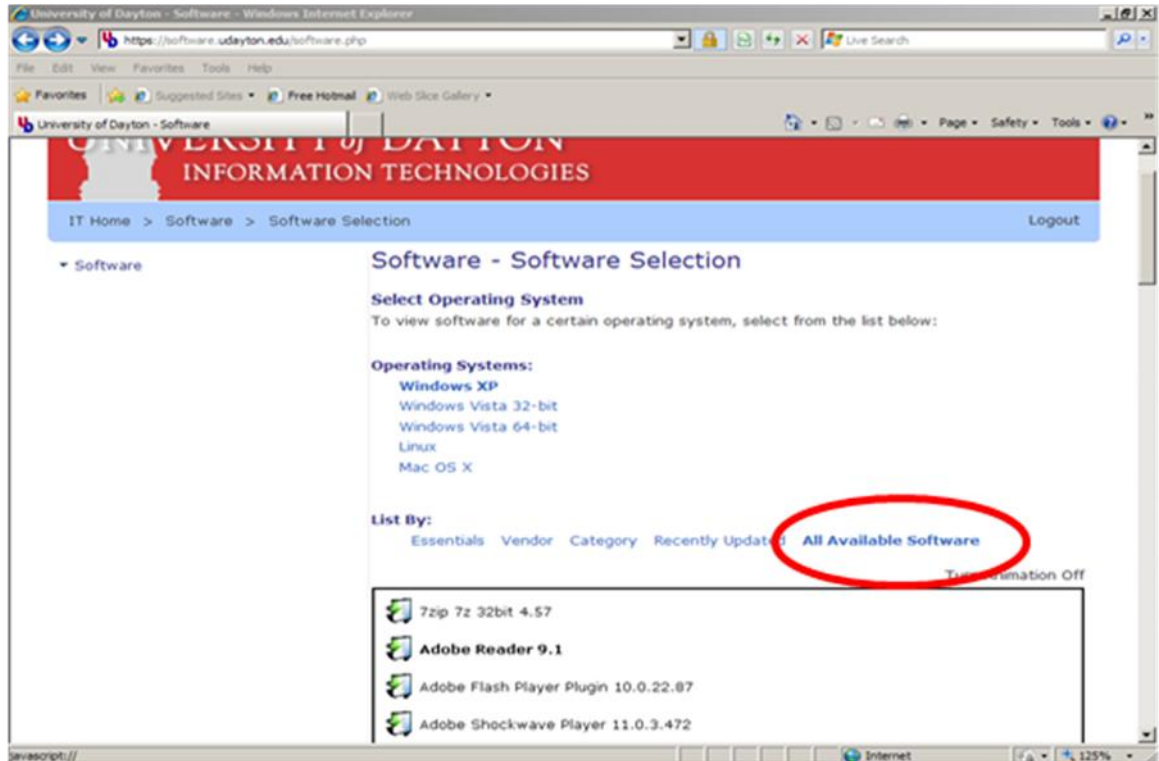 University of Dayton - Software - Windows Internet Explorer
https://software.udayton.edu/software.php
Live Search
File Edit View Favorites Tools Help
Favorites Suggested Sites Free Hotmail Web Slice Gallery
University of Dayton - Software
Page Safety Tools
UNIVERSITY of DAYTON
INFORMATION TECHNOLOGIES
IT Home > Software > Software Selection Logout
Software
Software - Software Selection
Select Operating System
To view software for a certain operating system, select from the list below:
Operating Systems:
Windows XP
Windows Vista 32-bit
Windows Vista 64-bit
Linux
Mac OS X
List By:
Essentials Vendor Category Recently Updated All Available Software
Turn Animation Off
7zip 7z 32bit 4.57
Adobe Reader 9.1
Adobe Flash Player Plugin 10.0.22.87
Adobe Shockwave Player 11.0.3.472
javascript://
Internet
125%